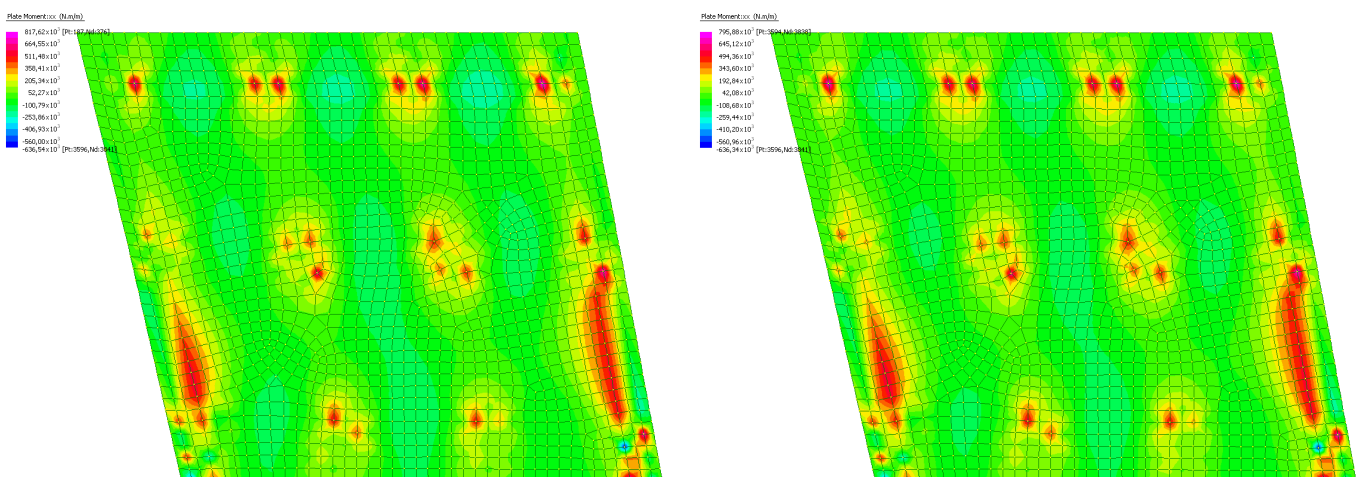 Plate Moment:xx (N.m/m)
817,62x10³ [Pt:187,Nd:376]
664,55x10³
511,48x10³
358,41x10³
205,34x10³
52,27x10³
-100,79x10³
-253,86x10³
-406,93x10³
-560,00x10³
-636,54x10³ [Pt:3596,Nd:3841]
Plate Moment:xx (N.m/m)
795,88x10³ [Pt:3594,Nd:3838]
645,12x10³
494,36x10³
343,60x10³
192,84x10³
42,08x10³
-108,68x10³
-259,44x10³
-410,20x10³
-560,96x10³
-636,34x10³ [Pt:3596,Nd:3841]